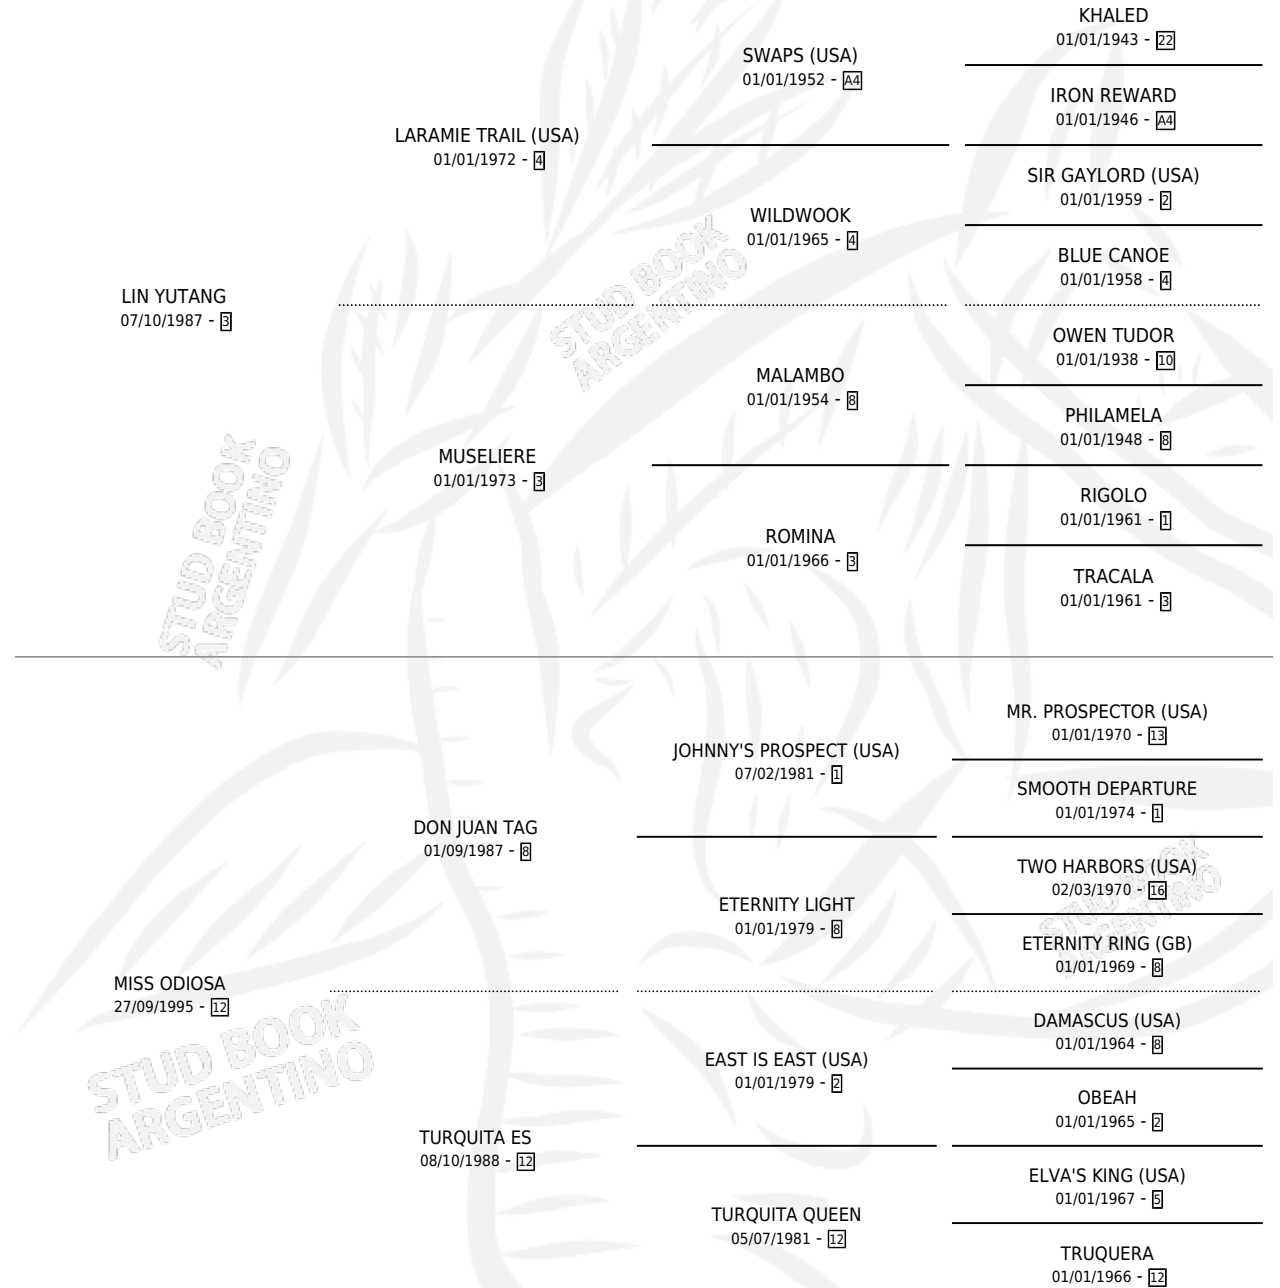 KHALED
01/01/1943 - 22
SWAPS (USA)
01/01/1952 - A4
IRON REWARD
01/01/1946 - A4
LARAMIE TRAIL (USA)
01/01/1972 - 4
SIR GAYLORD (USA)
01/01/1959 - 2
WILDWOOK
01/01/1965 - 4
BLUE CANOE
01/01/1958 - 4
LIN YUTANG
07/10/1987 - 3
OWEN TUDOR
01/01/1938 - 10
MALAMBO
01/01/1954 - 8
PHILAMELA
01/01/1948 - 8
MUSELIERE
01/01/1973 - 3
RIGOLO
01/01/1961 - 1
ROMINA
01/01/1966 - 3
TRACALA
01/01/1961 - 3
MR. PROSPECTOR (USA)
01/01/1970 - 13
JOHNNY'S PROSPECT (USA)
07/02/1981 - 1
SMOOTH DEPARTURE
01/01/1974 - 1
DON JUAN TAG
01/09/1987 - 8
TWO HARBORS (USA)
02/03/1970 - 16
ETERNITY LIGHT
01/01/1979 - 8
ETERNITY RING (GB)
01/01/1969 - 8
MISS ODIOSA
27/09/1995 - 12
DAMASCUS (USA)
01/01/1964 - 8
EAST IS EAST (USA)
01/01/1979 - 2
OBEAH
01/01/1965 - 2
TURQUITA ES
08/10/1988 - 12
ELVA'S KING (USA)
01/01/1967 - 5
TURQUITA QUEEN
05/07/1981 - 12
TRUQUERA
01/01/1966 - 12
STUD BOOK
ARGENTINO
STUD BOOK
ARGENTINO
STUD BOOK
ARGENTINO
STUD BOOK
ARGENTINO